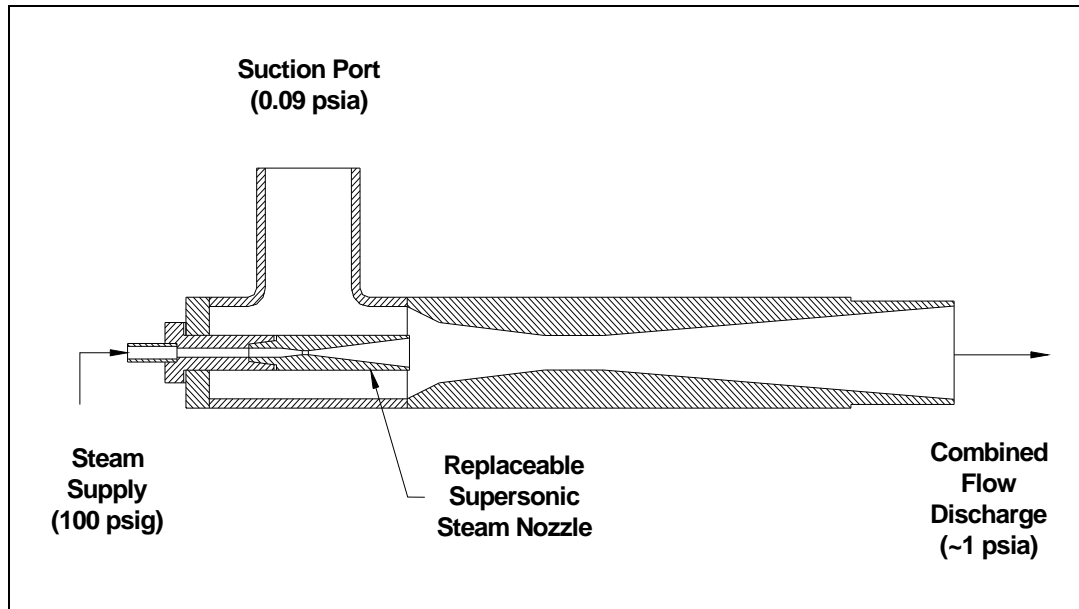 Suction Port
(0.09 psia)
Steam
Supply
(100 psig)
Replaceable
Supersonic
Steam Nozzle
Combined
Flow
Discharge
(~1 psia)